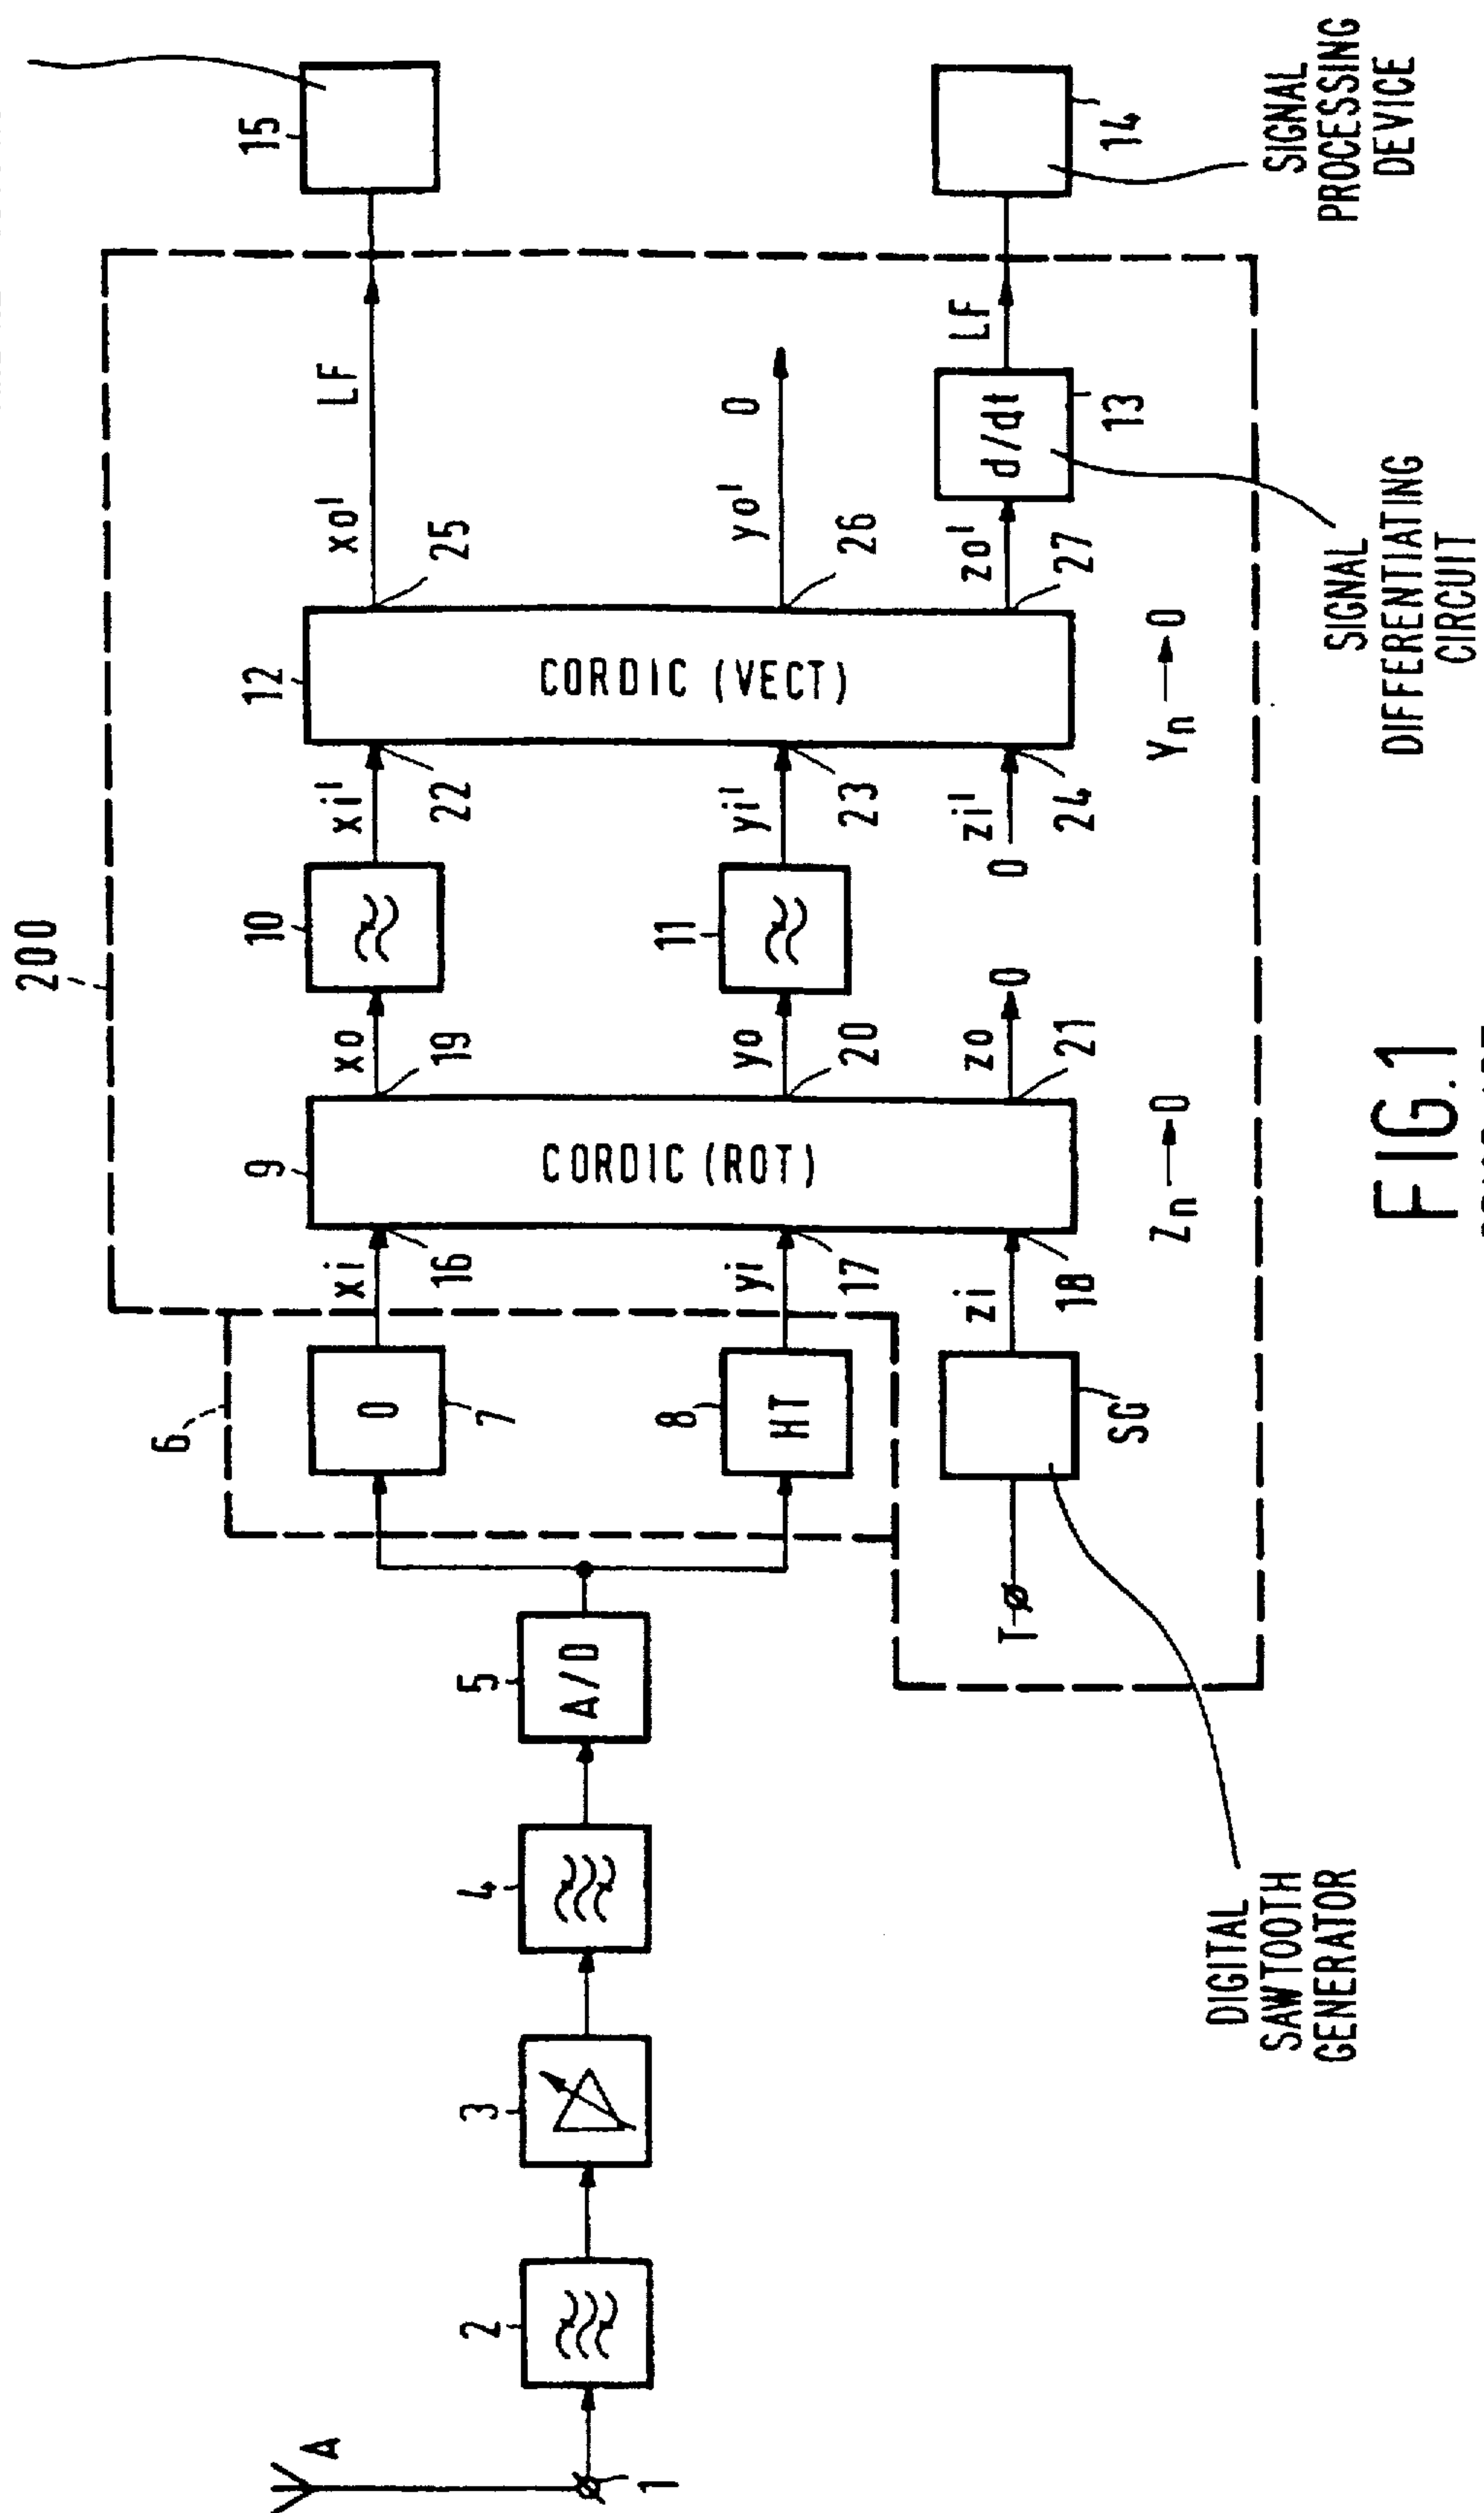 200
15
LF
xo'
25
12
CORDIC (VECT)
xi'
22
10
xo
19
9
CORDIC (ROT)
xi
16
6
0
7
yo'
0
26
yi'
23
11
yo
20
yi
17
8
HT
5
A/D
4
3
2
A
1
14
SIGNAL
PROCESSING
DEVICE
LF
d/dt
13
SIGNAL
DIFFERENTIATING
CIRCUIT
zo'
27
Yn → 0
zi'
0
24
zo
0
21
Zn → 0
zi
18
SG
T
DIGITAL
SAWTOOTH
GENERATOR
FIG.1